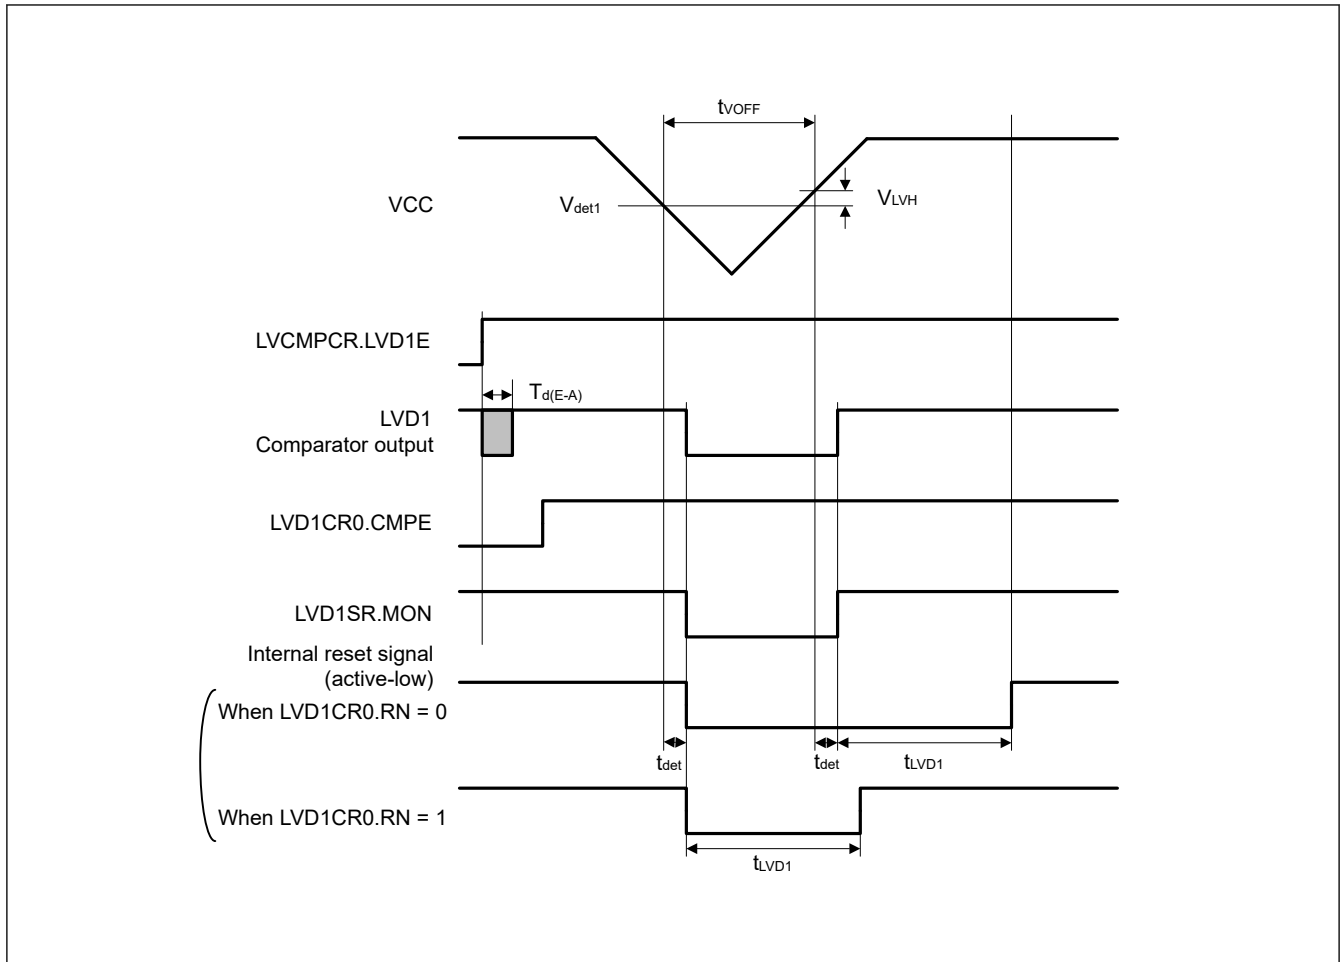 tVOFF
VCC
Vdet1
VLVH
LVCMPCR.LVD1E
Td(E-A)
LVD1
Comparator output
LVD1CR0.CMPE
LVD1SR.MON
Internal reset signal
(active-low)
When LVD1CR0.RN = 0
tdet
tdet
tLVD1
When LVD1CR0.RN = 1
tLVD1